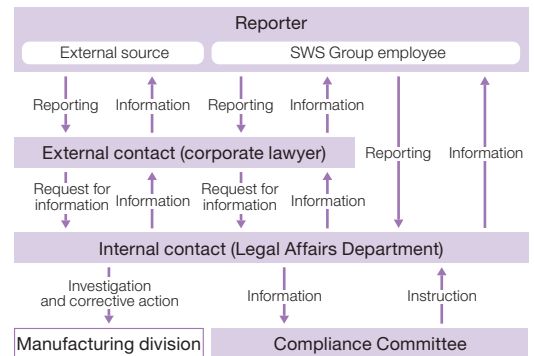 Reporter
External source
SWS Group employee
Reporting
Information
Reporting
Information
External contact (corporate lawyer)
Reporting
Information
Request for
information
Information
Request for
information
Information
Internal contact (Legal Affairs Department)
Investigation
and corrective action
Information
Instruction
Manufacturing division
Compliance Committee